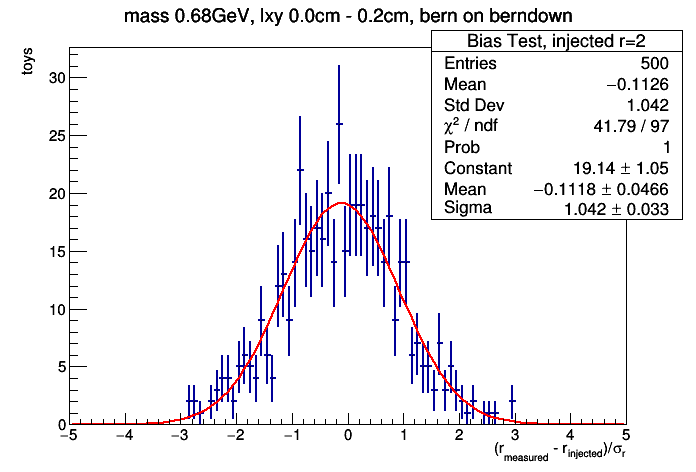 mass 0.68GeV, lxy 0.0cm - 0.2cm, bern on berndown
toys
Bias Test, injected r=2
Entries 500
Mean −0.1126
Std Dev 1.042
χ² / ndf 41.79 / 97
Prob 1
Constant 19.14 ± 1.05
Mean −0.1118 ± 0.0466
Sigma 1.042 ± 0.033
30
25
20
15
10
5
0
−5 −4 −3 −2 −1 0 1 2 3 4 5
(r_measured - r_injected)/σ_r